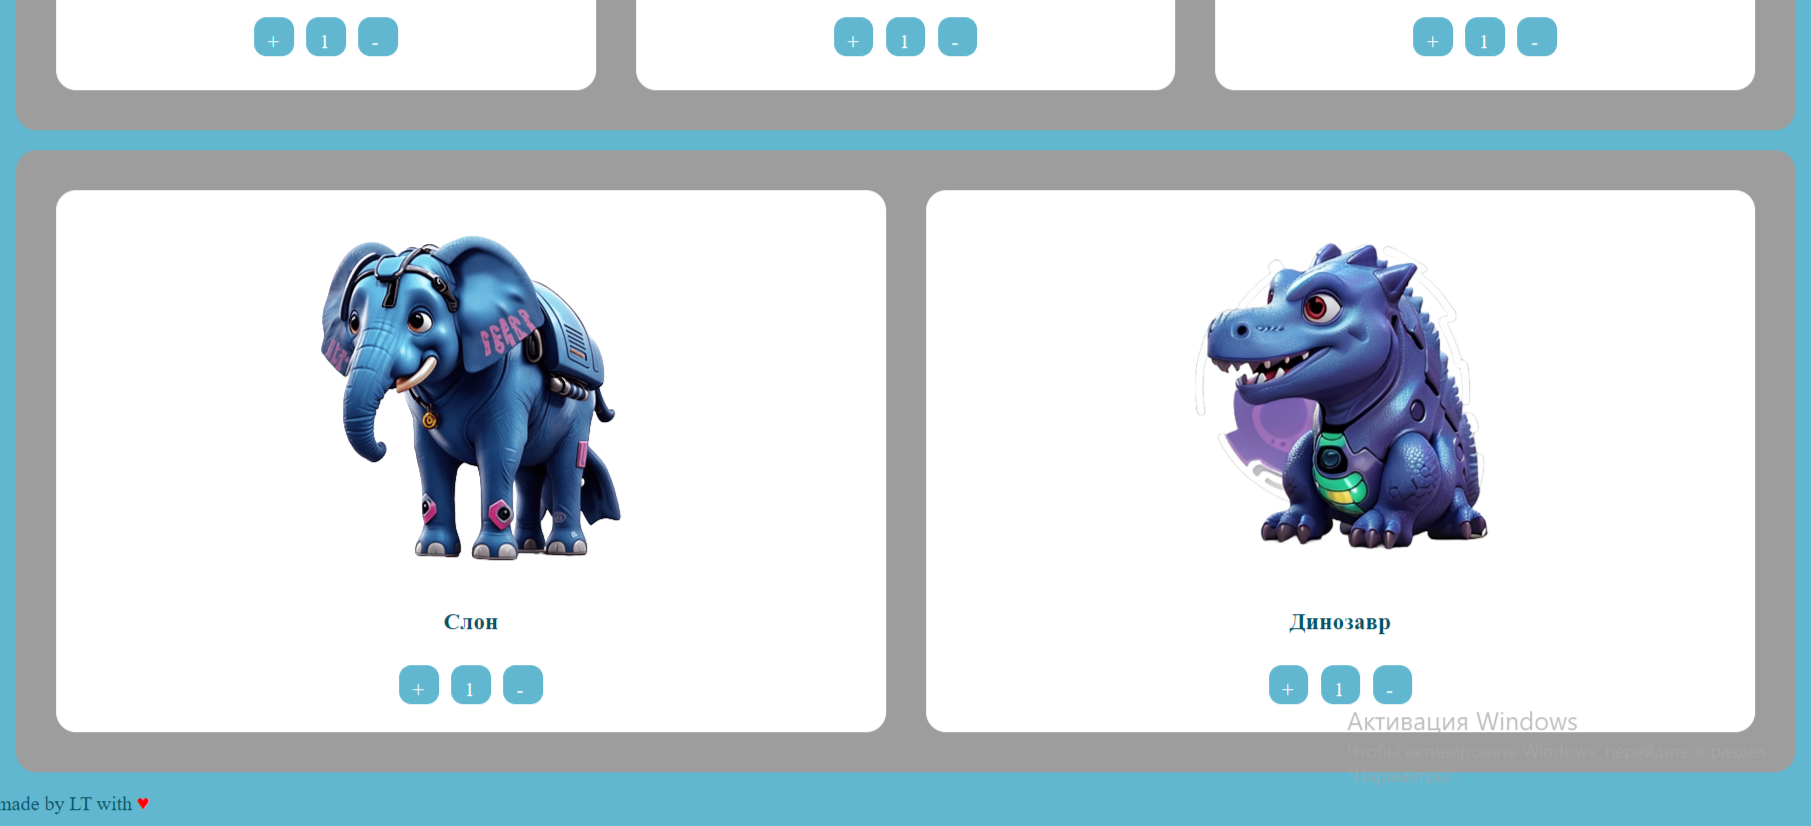 + 1 -
+ 1 -
+ 1 -
Слон
+ 1 -
Динозавр
+ 1 -
Активация Windows
Чтобы активировать Windows, перейдите в раздел
"Параметры".
made by LT with ♥